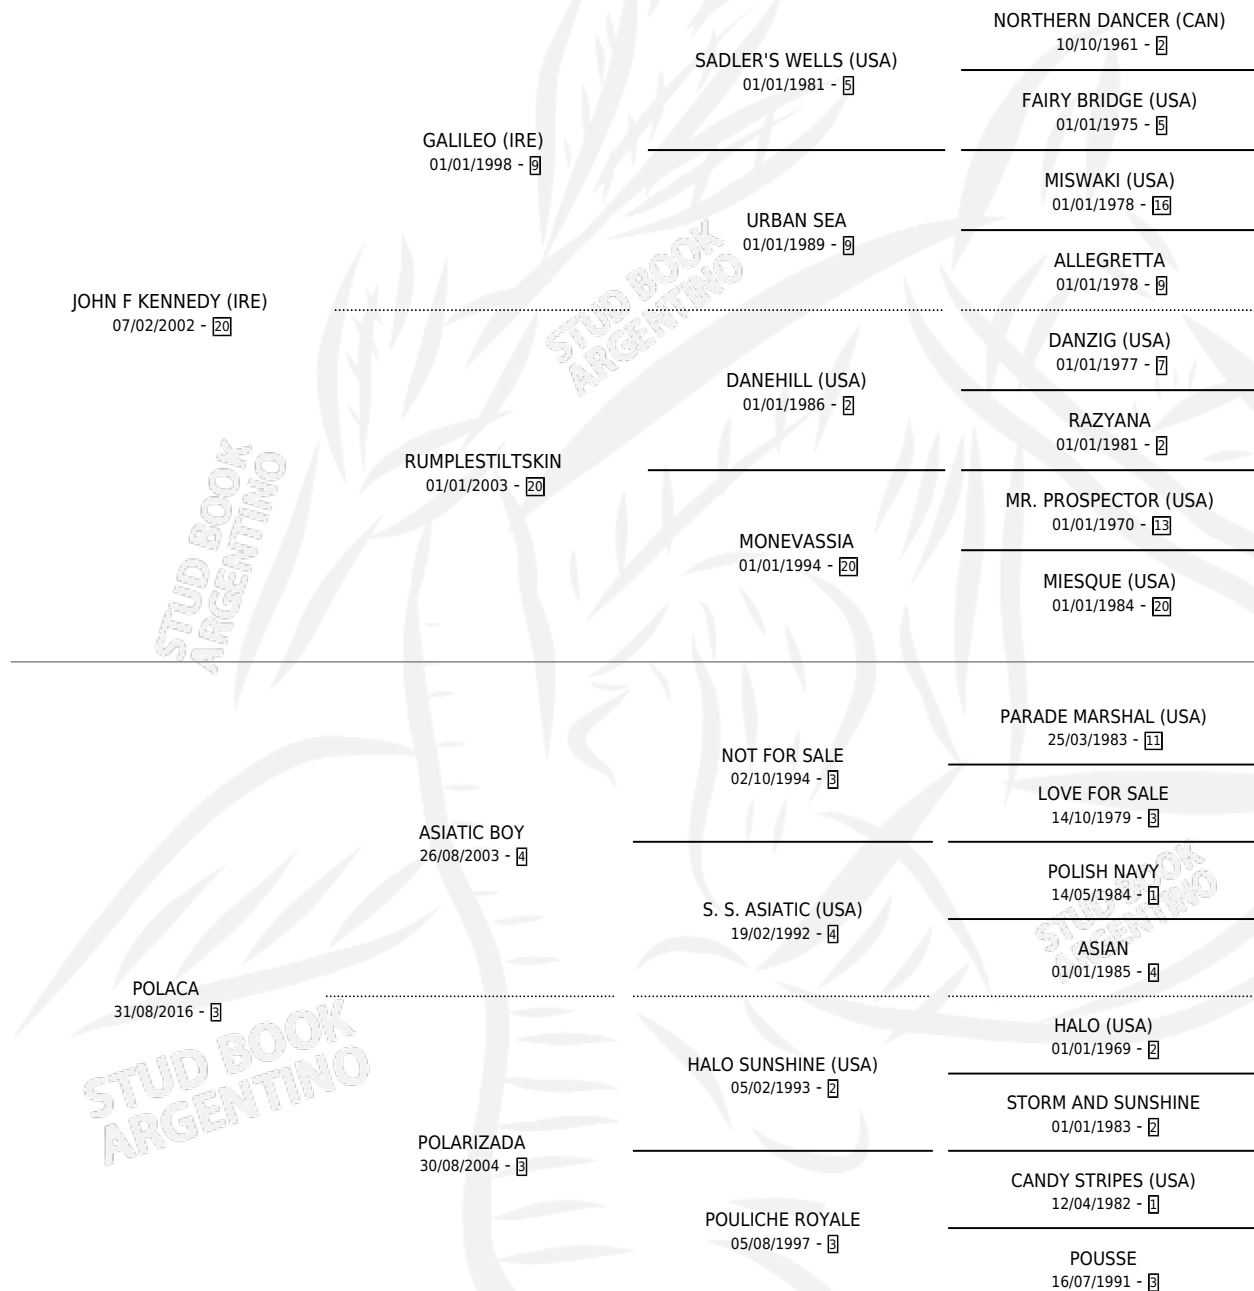 NORTHERN DANCER (CAN)
10/10/1961 - 2
SADLER'S WELLS (USA)
01/01/1981 - 5
FAIRY BRIDGE (USA)
01/01/1975 - 5
GALILEO (IRE)
01/01/1998 - 9
MISWAKI (USA)
01/01/1978 - 16
URBAN SEA
01/01/1989 - 9
ALLEGRETTA
01/01/1978 - 9
JOHN F KENNEDY (IRE)
07/02/2002 - 20
DANZIG (USA)
01/01/1977 - 7
DANEHILL (USA)
01/01/1986 - 2
RAZYANA
01/01/1981 - 2
RUMPLESTILTSKIN
01/01/2003 - 20
MR. PROSPECTOR (USA)
01/01/1970 - 13
MONEVASSIA
01/01/1994 - 20
MIESQUE (USA)
01/01/1984 - 20
PARADE MARSHAL (USA)
25/03/1983 - 11
NOT FOR SALE
02/10/1994 - 3
LOVE FOR SALE
14/10/1979 - 3
ASIATIC BOY
26/08/2003 - 4
POLISH NAVY
14/05/1984 - 1
S. S. ASIATIC (USA)
19/02/1992 - 4
ASIAN
01/01/1985 - 4
POLACA
31/08/2016 - 3
HALO (USA)
01/01/1969 - 2
HALO SUNSHINE (USA)
05/02/1993 - 2
STORM AND SUNSHINE
01/01/1983 - 2
POLARIZADA
30/08/2004 - 3
CANDY STRIPES (USA)
12/04/1982 - 1
POULICHE ROYALE
05/08/1997 - 3
POUSSE
16/07/1991 - 3
STUD BOOK
ARGENTINO
STUD BOOK
ARGENTINO
STUD BOOK
ARGENTINO
STUD BOOK
ARGENTINO